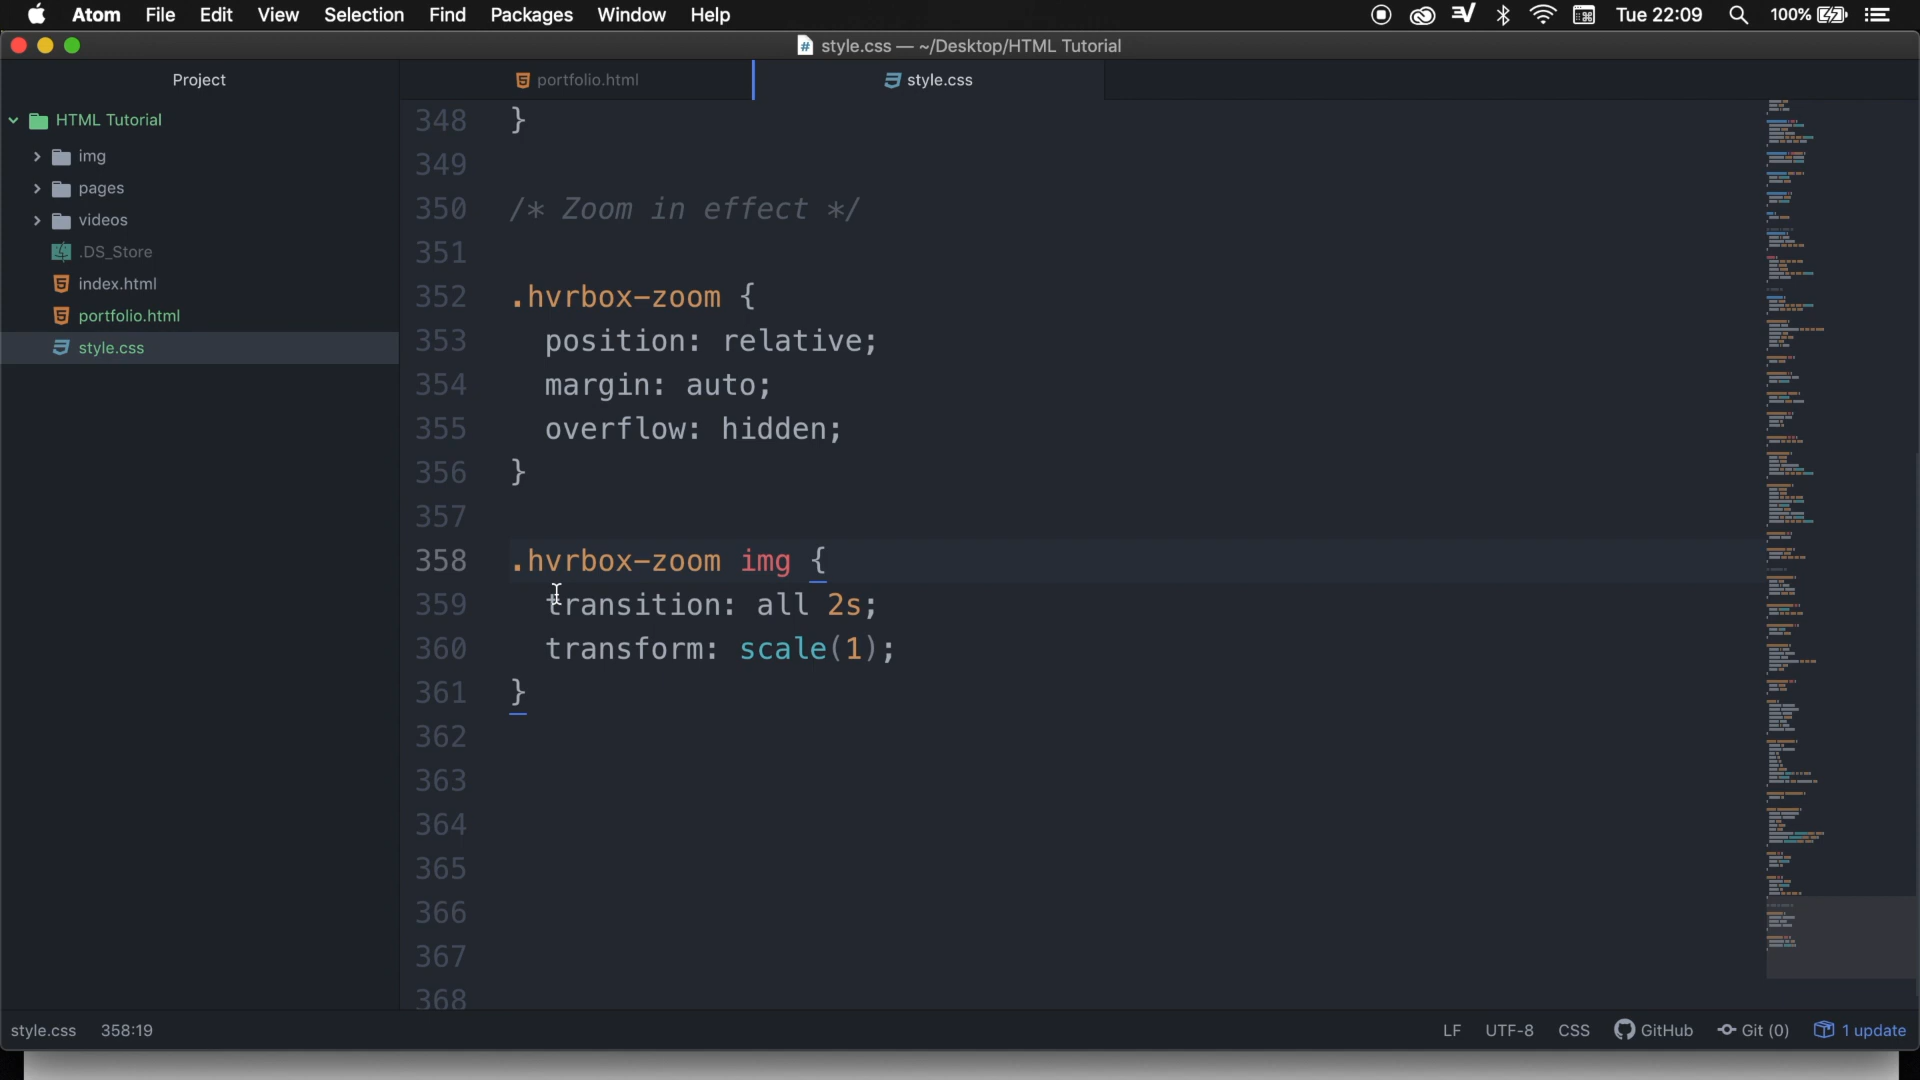 Atom File Edit View Selection Find Packages Window Help Tue 22:09 100%
style.css — ~/Desktop/HTML Tutorial
Project
portfolio.html
style.css
HTML Tutorial
img
pages
videos
.DS_Store
index.html
portfolio.html
style.css
348 }
349
350 /* Zoom in effect */
351
352 .hvrbox-zoom {
353 position: relative;
354 margin: auto;
355 overflow: hidden;
356 }
357
358 .hvrbox-zoom img {
359 transition: all 2s;
360 transform: scale(1);
361 }
362
363
364
365
366
367
368
style.css 358:19 LF UTF-8 CSS GitHub Git (0) 1 update